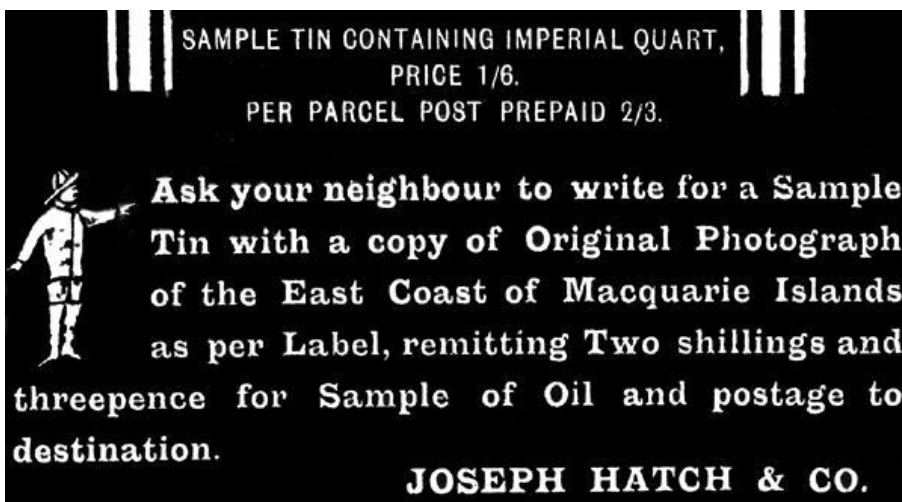 SAMPLE TIN CONTAINING IMPERIAL QUART,
PRICE 1/6.
PER PARCEL POST PREPAID 2/3.
Ask your neighbour to write for a Sample
Tin with a copy of Original Photograph
of the East Coast of Macquarie Islands
as per Label, remitting Two shillings and
threepence for Sample of Oil and postage to
destination.
JOSEPH HATCH & CO.